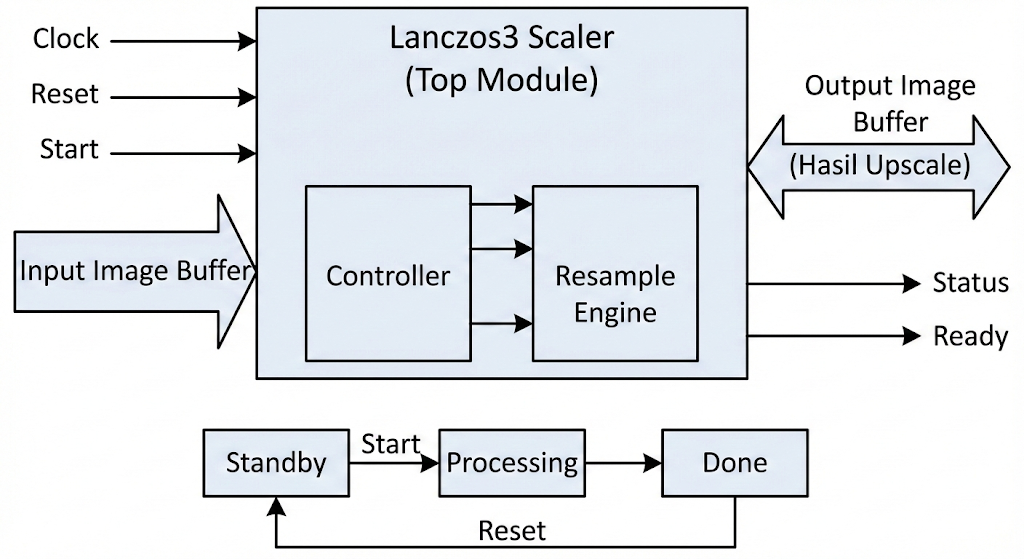 Clock
Reset
Start
Input Image Buffer
Lanczos3 Scaler
(Top Module)
Controller
Resample
Engine
Output Image
Buffer
(Hasil Upscale)
Status
Ready
Standby
Start
Processing
Done
Reset